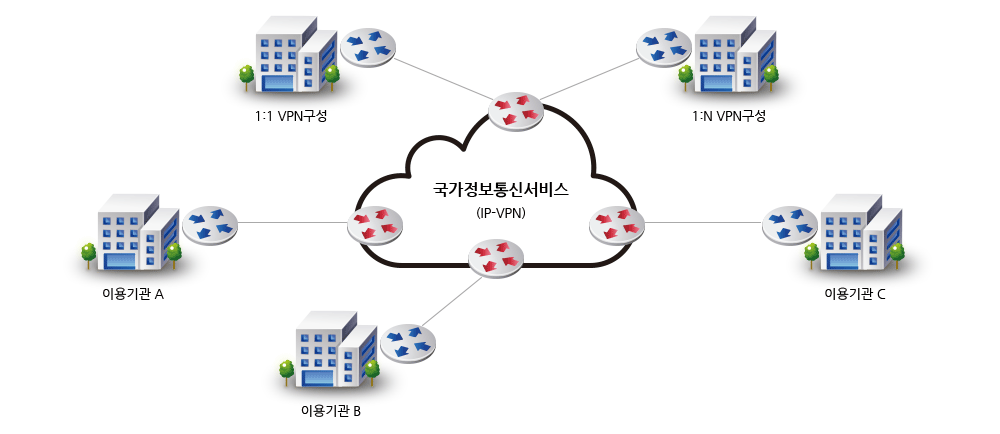 1:1 VPN구성
1:N VPN구성
국가정보통신서비스
(IP-VPN)
이용기관 A
이용기관 C
이용기관 B